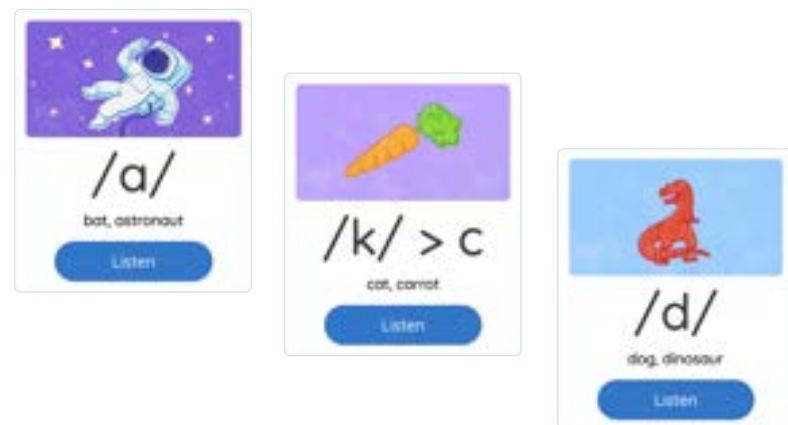 /a/
bat, astronaut
Listen
/k/ > c
cat, carrot
Listen
/d/
dog, dinosaur
Listen